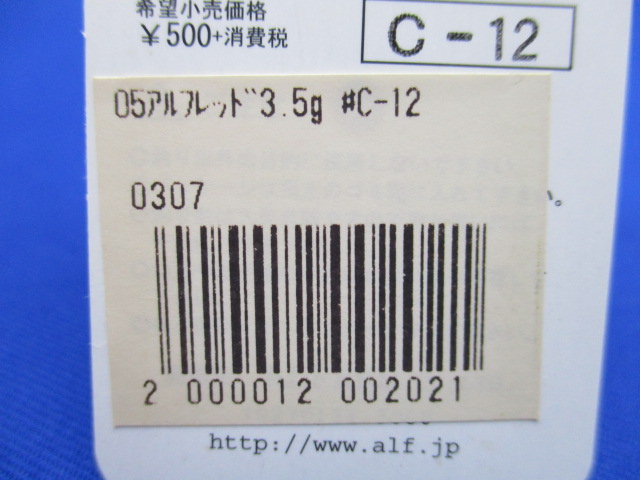 希望小売価格
¥500+消費税
C-12
05アルフレッド3.5g #C-12
0307
い。
2 000012 002021
http://www.alf.jp